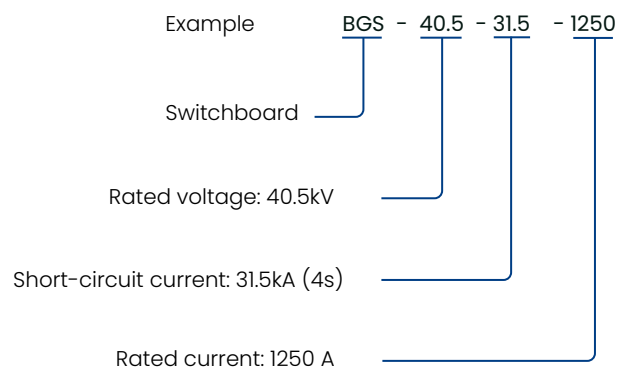 Example BGS - 40.5 - 31.5 - 1250
Switchboard
Rated voltage: 40.5kV
Short-circuit current: 31.5kA (4s)
Rated current: 1250 A